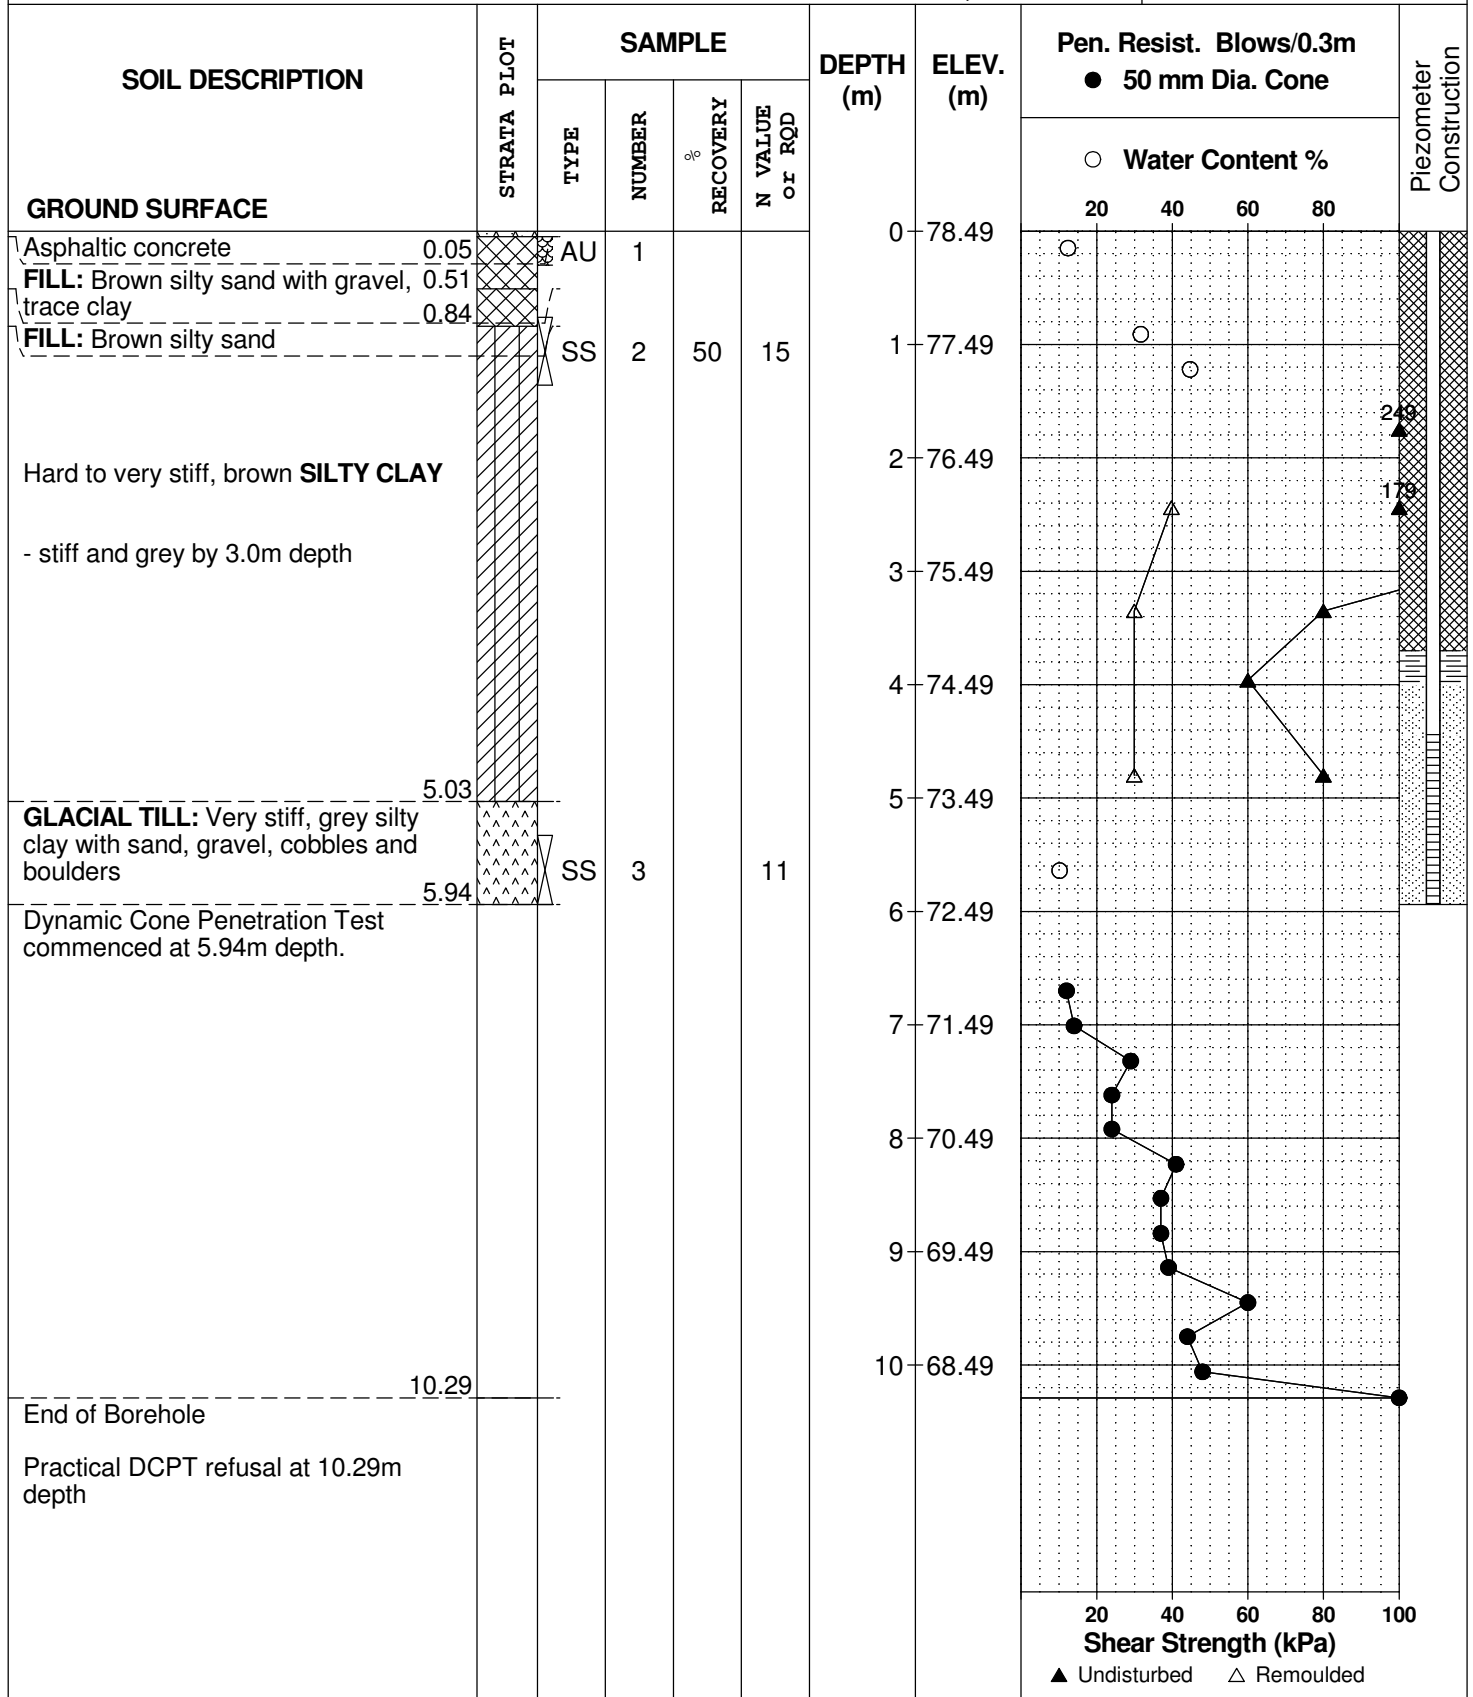 SOIL DESCRIPTION
GROUND SURFACE
STRATA PLOT
SAMPLE
TYPE
NUMBER
% RECOVERY
N VALUE or RQD
DEPTH (m)
ELEV. (m)
Pen. Resist. Blows/0.3m
● 50 mm Dia. Cone
○ Water Content %
20 40 60 80
Piezometer Construction
Asphaltic concrete 0.05
FILL: Brown silty sand with gravel, 0.51
trace clay 0.84
FILL: Brown silty sand
Hard to very stiff, brown SILTY CLAY
- stiff and grey by 3.0m depth
5.03
GLACIAL TILL: Very stiff, grey silty
clay with sand, gravel, cobbles and
boulders
5.94
Dynamic Cone Penetration Test
commenced at 5.94m depth.
10.29
End of Borehole
Practical DCPT refusal at 10.29m
depth
AU 1
SS 2 50 15
SS 3 11
0 78.49
1 77.49
2 76.49
3 75.49
4 74.49
5 73.49
6 72.49
7 71.49
8 70.49
9 69.49
10 68.49
249
179
20 40 60 80 100
Shear Strength (kPa)
▲ Undisturbed △ Remoulded